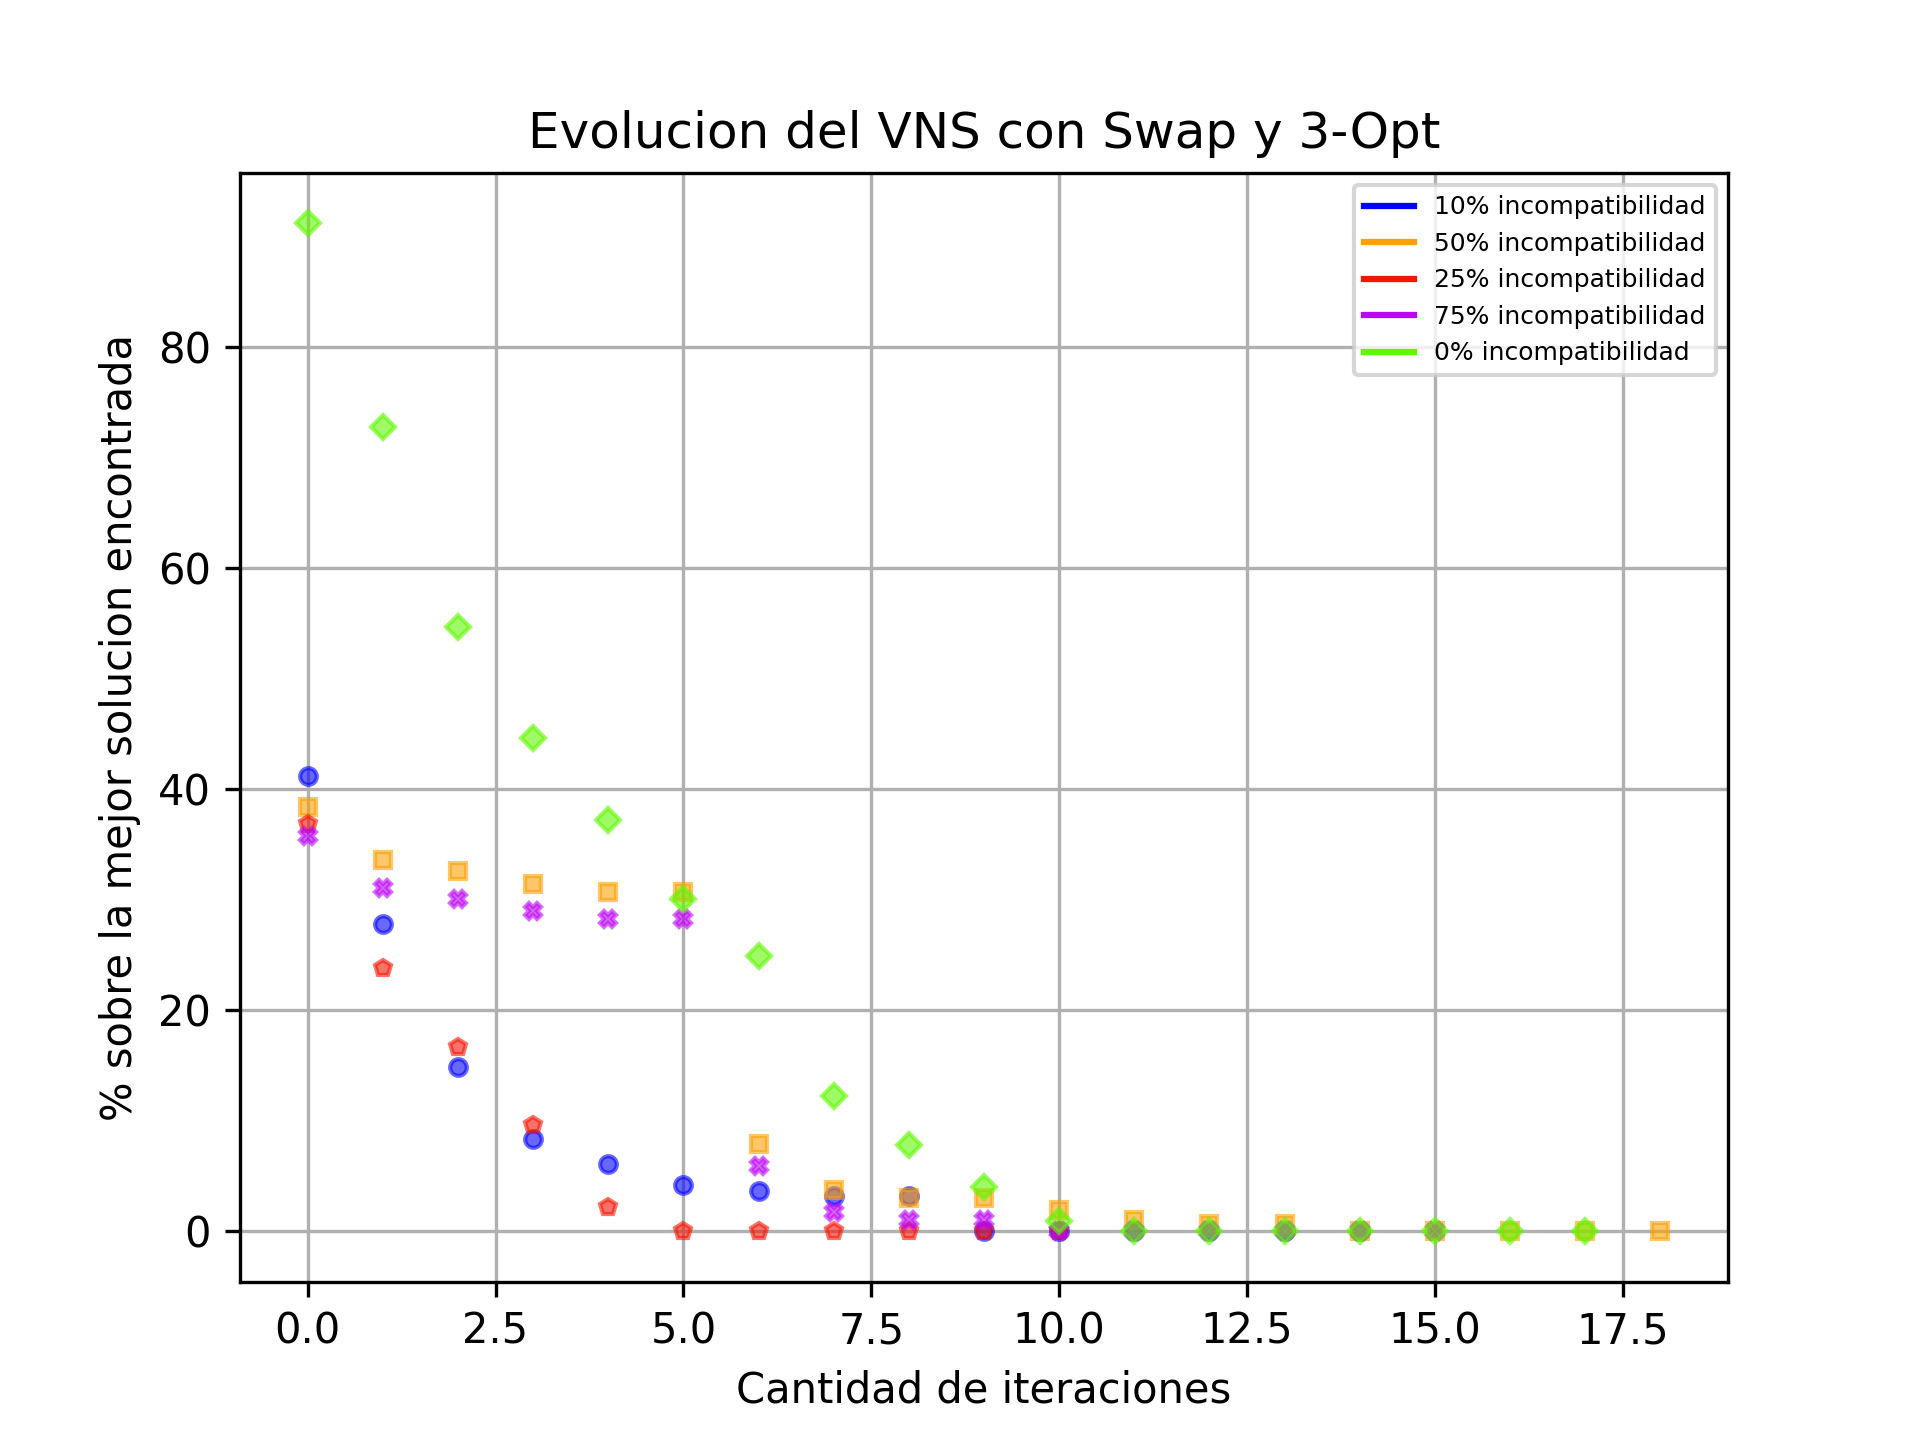 Evolucion del VNS con Swap y 3-Opt
10% incompatibilidad
50% incompatibilidad
25% incompatibilidad
75% incompatibilidad
0% incompatibilidad
% sobre la mejor solucion encontrada
80
60
40
20
0
0.0 2.5 5.0 7.5 10.0 12.5 15.0 17.5
Cantidad de iteraciones